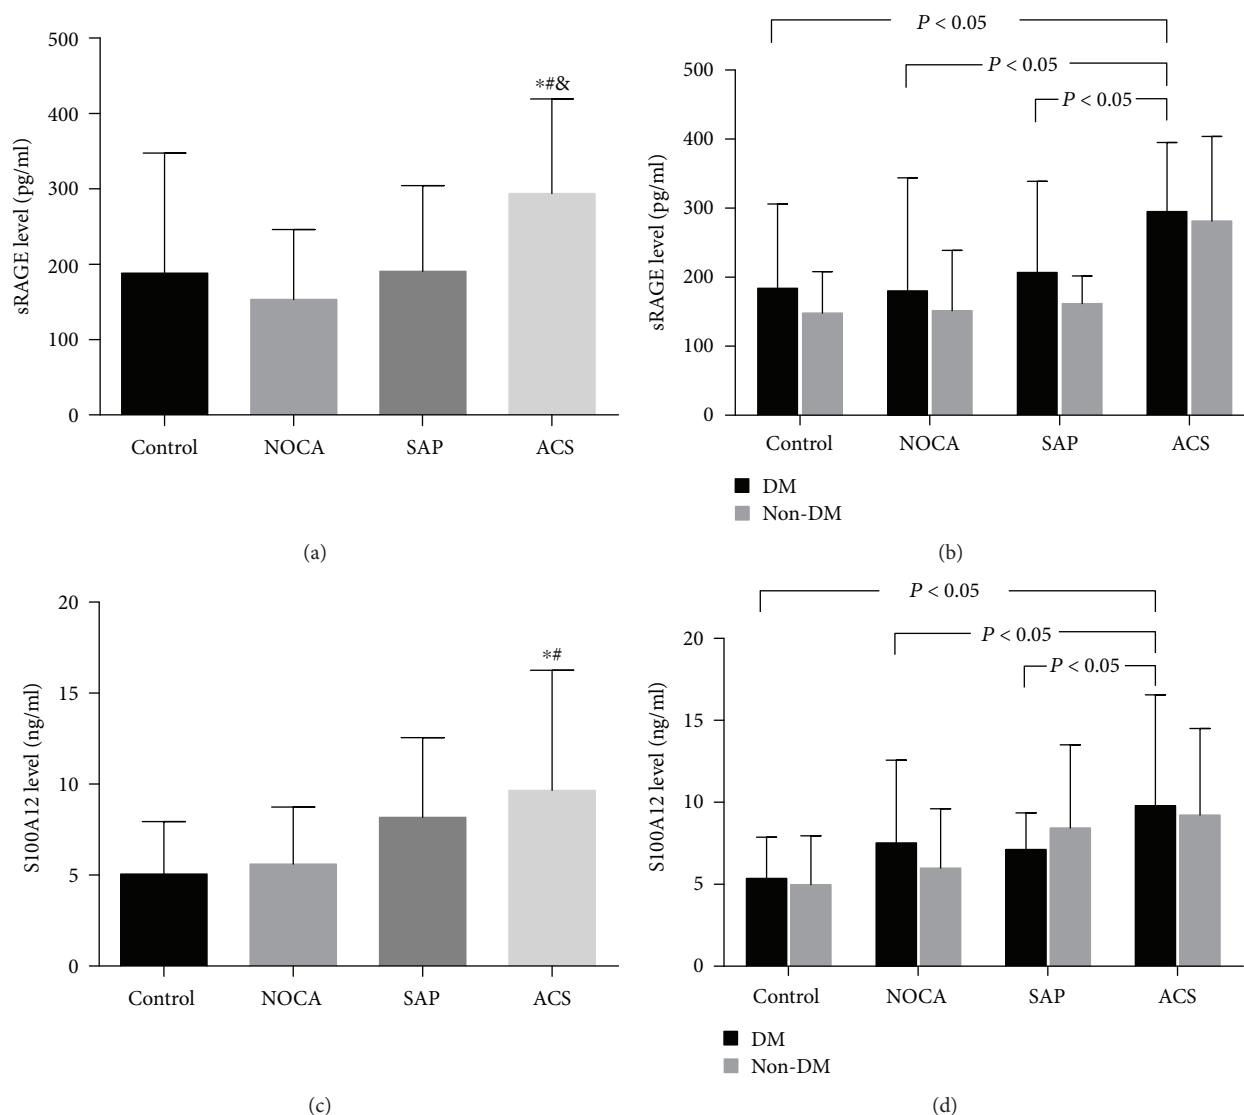 500
400
300
200
100
0
sRAGE level (pg/ml)
*#&
Control
NOCA
SAP
ACS
(a)
P < 0.05
P < 0.05
P < 0.05
500
400
300
200
100
0
sRAGE level (pg/ml)
Control
NOCA
SAP
ACS
DM
Non-DM
(b)
20
15
10
5
0
S100A12 level (ng/ml)
*#
Control
NOCA
SAP
ACS
(c)
P < 0.05
P < 0.05
P < 0.05
20
15
10
5
0
S100A12 level (ng/ml)
Control
NOCA
SAP
ACS
DM
Non-DM
(d)